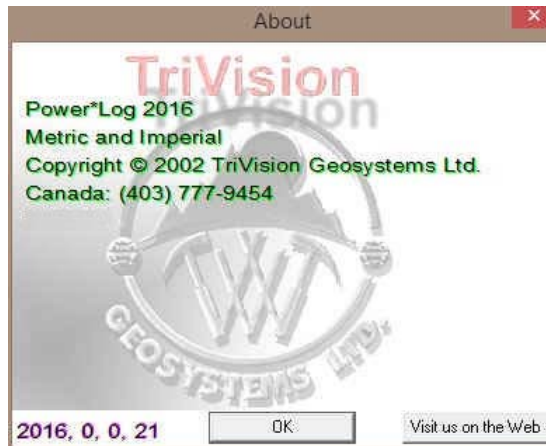 About
TriVision
TriVision
Power*Log 2016
Metric and Imperial
Copyright © 2002 TriVision Geosystems Ltd.
Canada: (403) 777-9454
GEOSYSTEMS LTD.
2016, 0, 0, 21
OK
Visit us on the Web